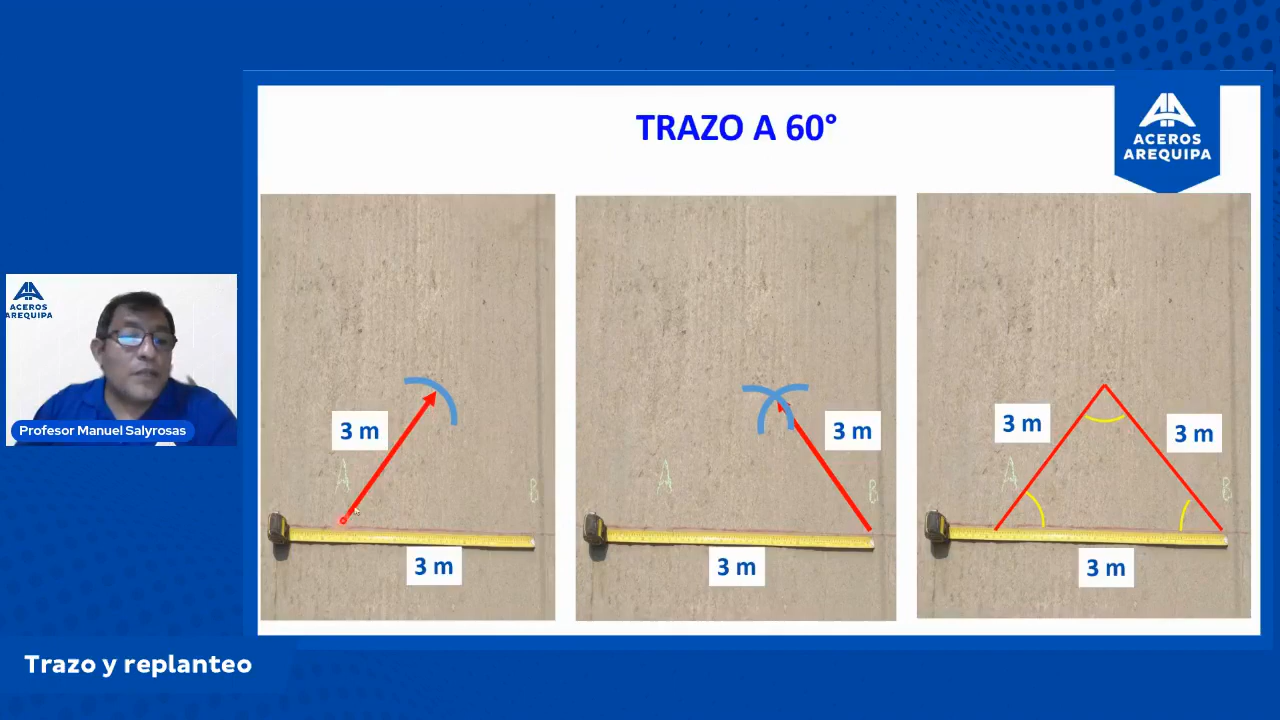 TRAZO A 60°
ACEROS
AREQUIPA
3 m
A
B
3 m
3 m
A
B
3 m
3 m
3 m
A
B
3 m
ACEROS
AREQUIPA
Profesor Manuel Salyrosas
Trazo y replanteo